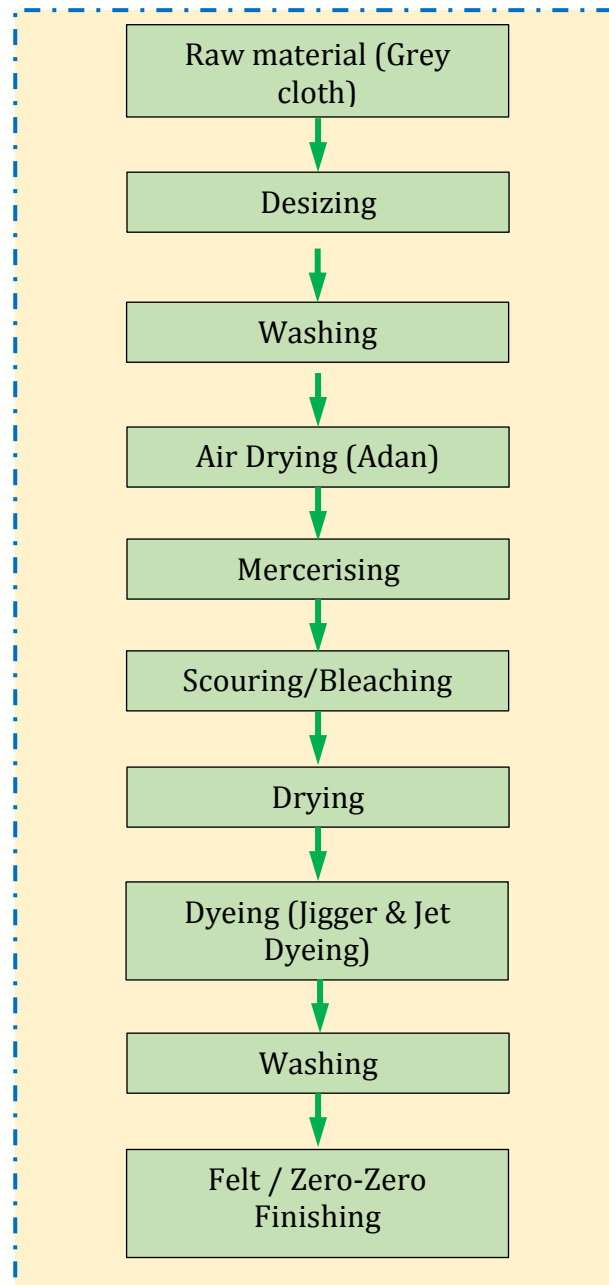 Raw material (Grey
cloth)
Desizing
Washing
Air Drying (Adan)
Mercerising
Scouring/Bleaching
Drying
Dyeing (Jigger & Jet
Dyeing)
Washing
Felt / Zero-Zero
Finishing